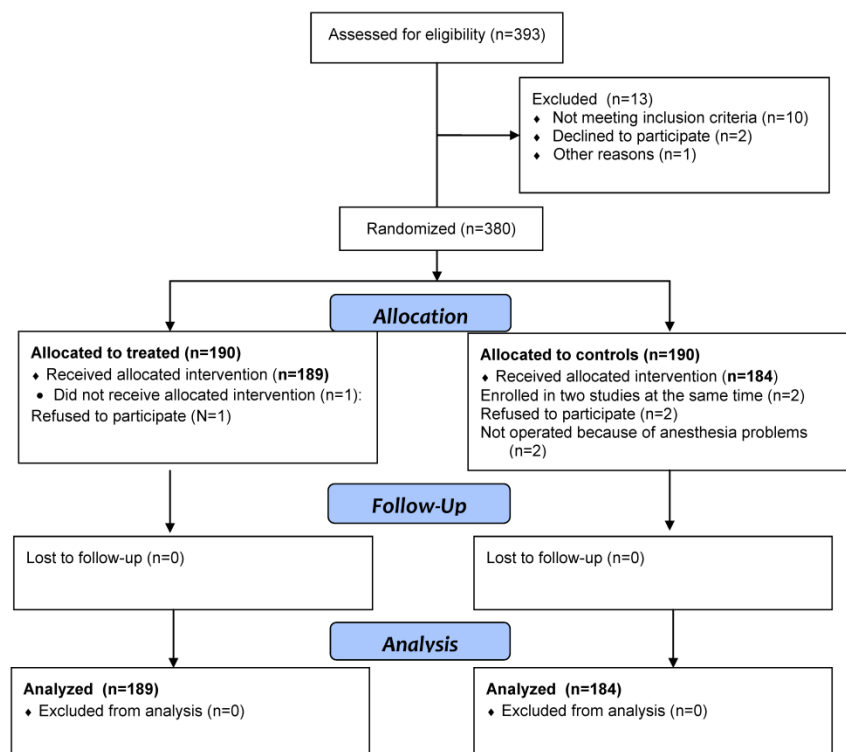 Assessed for eligibility (n=393)
Excluded (n=13)
♦ Not meeting inclusion criteria (n=10)
♦ Declined to participate (n=2)
♦ Other reasons (n=1)
Randomized (n=380)
Allocation
Allocated to treated (n=190)
♦ Received allocated intervention (n=189)
• Did not receive allocated intervention (n=1):
Refused to participate (N=1)
Allocated to controls (n=190)
♦ Received allocated intervention (n=184)
Enrolled in two studies at the same time (n=2)
Refused to participate (n=2)
Not operated because of anesthesia problems
(n=2)
Follow-Up
Lost to follow-up (n=0)
Lost to follow-up (n=0)
Analysis
Analyzed (n=189)
♦ Excluded from analysis (n=0)
Analyzed (n=184)
♦ Excluded from analysis (n=0)